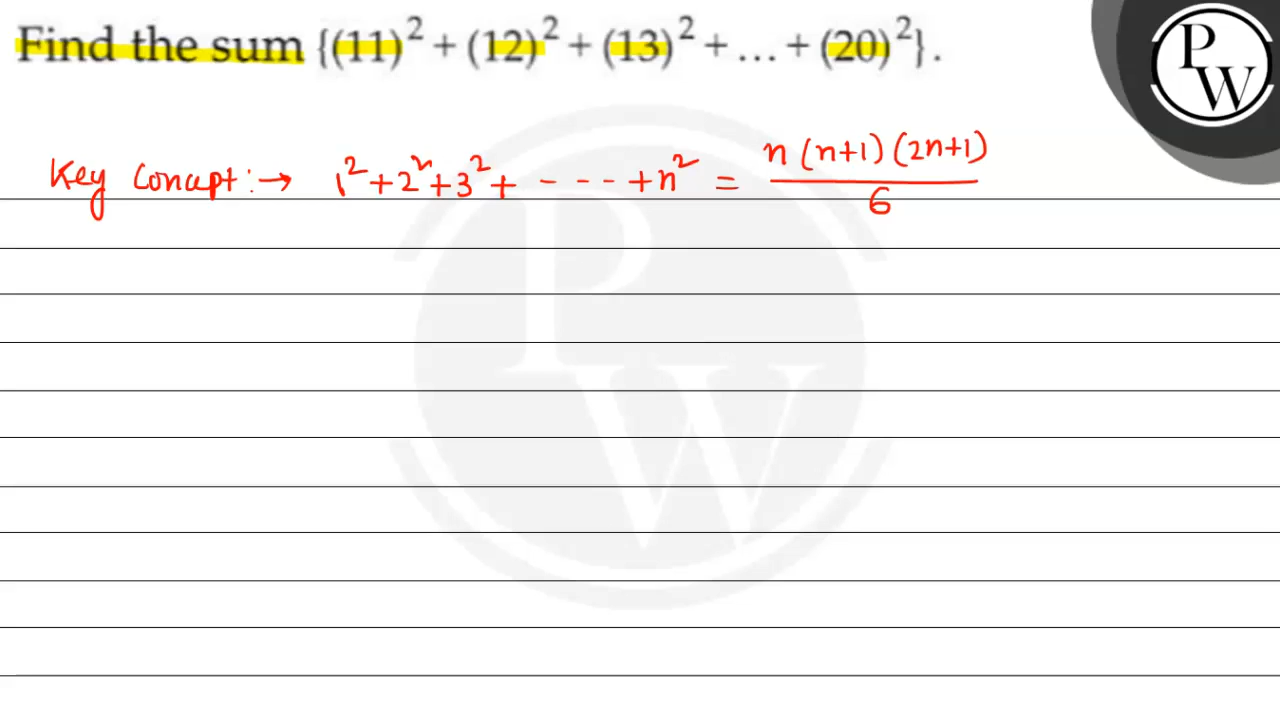 Find the sum {(11)² + (12)² + (13)² + ... + (20)²}.
P
W
Key Concept :→ 1² + 2² + 3² + - - - - + n² = n(n+1)(2n+1)/6
P
W